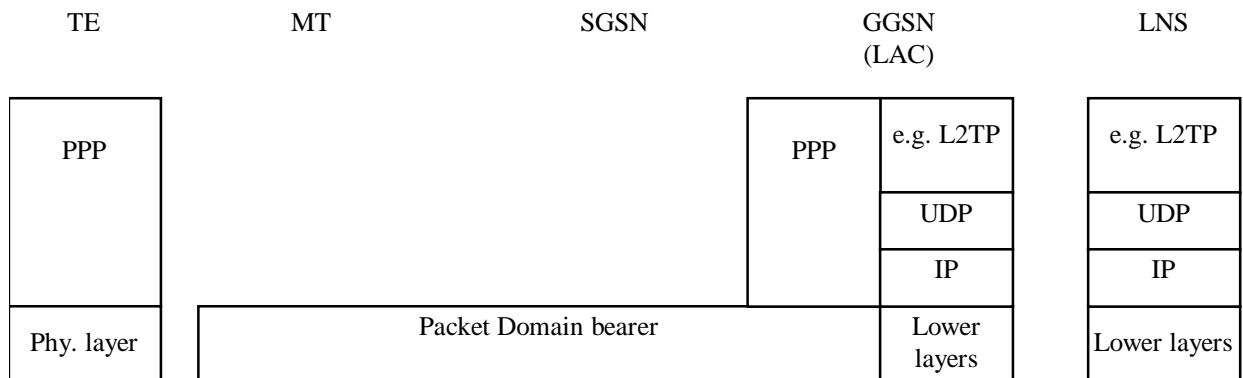 TE
MT
SGSN
GGSN
(LAC)
LNS
PPP
PPP
e.g. L2TP
e.g. L2TP
UDP
UDP
IP
IP
Phy. layer
Packet Domain bearer
Lower
layers
Lower layers